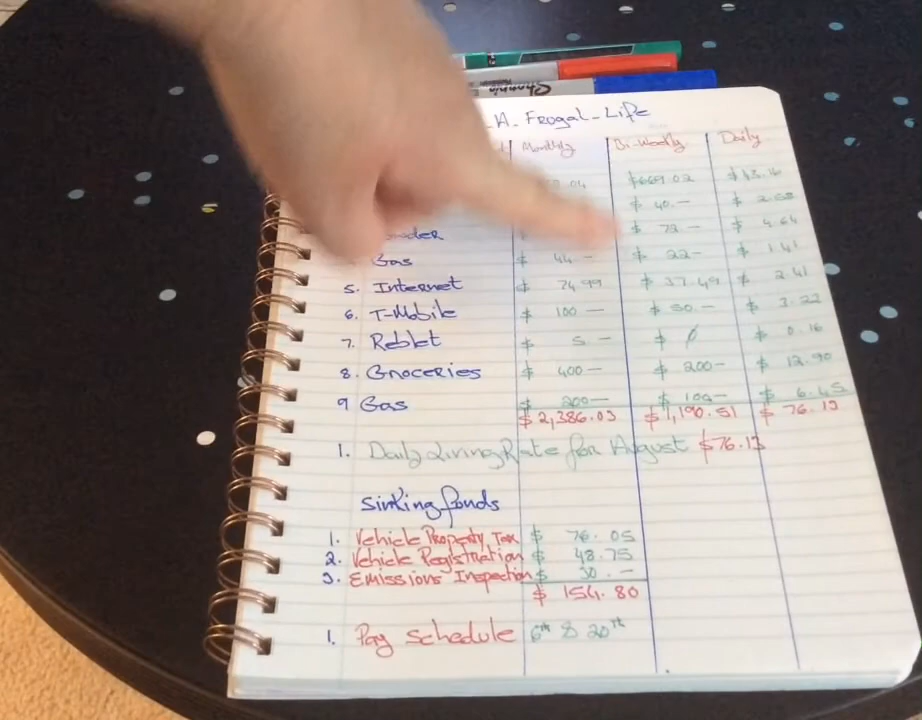 Sharpie
A-Frugal-Life
Monthly Bi-Weekly Daily
$669.02 $43.16
$ 40.— $ 2.58
$ 72— $ 4.64
Gas $ 44— $ 22— $ 1.41
5. Internet $ 74.99 $ 37.49 $ 2.41
6. T-Mobile $ 100— $ 50.— $ 3.22
7. Reblet $ 5— $ 0 $ 0.16
8. Groceries $ 400— $ 200— $ 12.90
9 Gas $ 200— $ 100— $ 6.45
$2,386.03 $1,190.51 $76.13
1. Daily Living Rate for August $76.13
Sinking fonds
1. Vehicle Property Tax $ 76.05
2. Vehicle Registration $ 48.75
3. Emissions Inspection $ 30.—
$ 154.80
1. Pay Schedule 6th & 20th